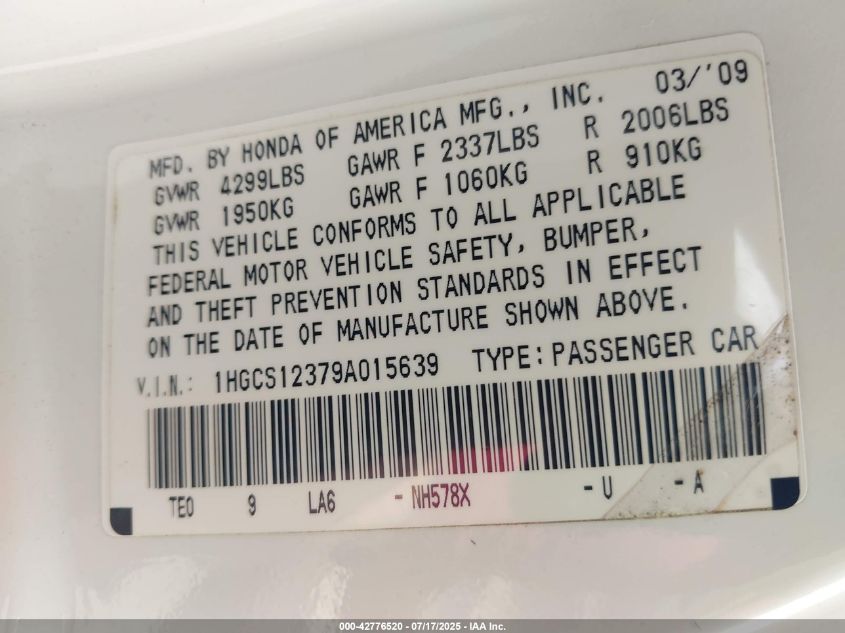 MFD. BY HONDA OF AMERICA MFG., INC. 03/'09
GVWR 4299LBS GAWR F 2337LBS R 2006LBS
GVWR 1950KG GAWR F 1060KG R 910KG
THIS VEHICLE CONFORMS TO ALL APPLICABLE
FEDERAL MOTOR VEHICLE SAFETY, BUMPER,
AND THEFT PREVENTION STANDARDS IN EFFECT
ON THE DATE OF MANUFACTURE SHOWN ABOVE.
V.I.N.: 1HGCS12379A015639 TYPE:PASSENGER CAR
TE0 9 LA6 -NH578X -U -A
000-42776520 - 07/17/2025 - IAA Inc.